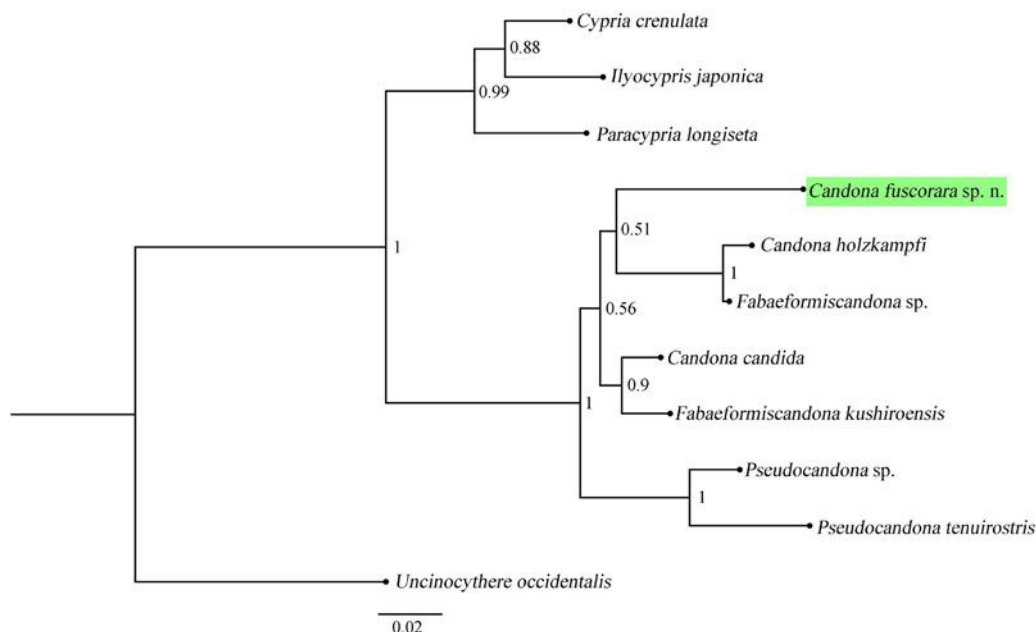 Cypria crenulata
0.88
Ilyocypris japonica
0.99
Paracypria longiseta
Candona fuscorara sp. n.
0.51
Candona holzkampfi
1
1
Fabaeformiscandona sp.
0.56
Candona candida
0.9
1
Fabaeformiscandona kushiroensis
Pseudocandona sp.
1
Pseudocandona tenuirostris
Uncinocythere occidentalis
0.02